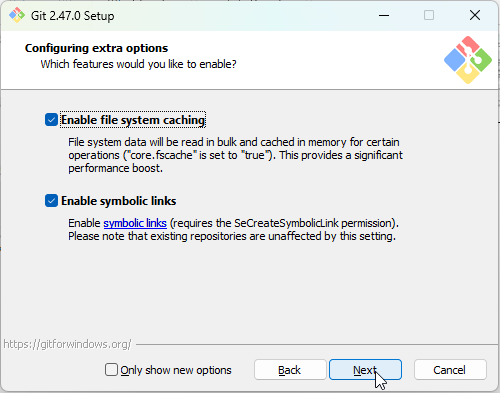 Git 2.47.0 Setup
Configuring extra options
Which features would you like to enable?
Enable file system caching
File system data will be read in bulk and cached in memory for certain
operations ("core.fscache" is set to "true"). This provides a significant
performance boost.
Enable symbolic links
Enable symbolic links (requires the SeCreateSymbolicLink permission).
Please note that existing repositories are unaffected by this setting.
https://gitforwindows.org/
Only show new options
Back
Next
Cancel